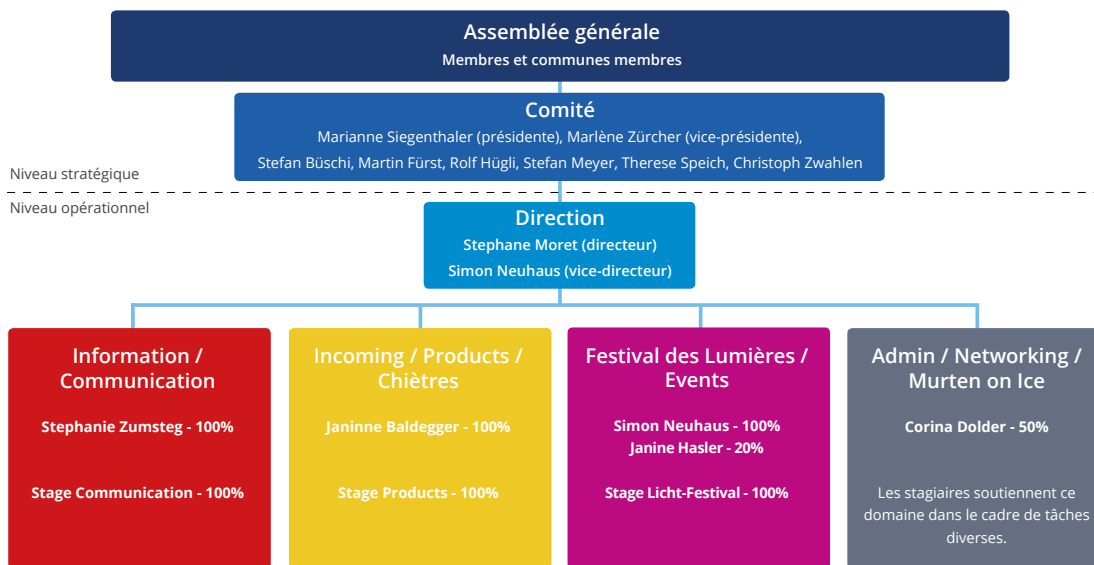 Assemblée générale
Membres et communes membres
Comité
Marianne Siegenthaler (présidente), Marlène Zürcher (vice-présidente),
Stefan Büschi, Martin Fürst, Rolf Hügli, Stefan Meyer, Therese Speich, Christoph Zwahlen
Niveau stratégique
Niveau opérationnel
Direction
Stephane Moret (directeur)
Simon Neuhaus (vice-directeur)
Information /
Communication
Stephanie Zumsteg - 100%
Stage Communication - 100%
Incoming / Products /
Chiètres
Janinne Baldegger - 100%
Stage Products - 100%
Festival des Lumières /
Events
Simon Neuhaus - 100%
Janine Hasler - 20%
Stage Licht-Festival - 100%
Admin / Networking /
Murten on Ice
Corina Dolder - 50%
Les stagiaires soutiennent ce
domaine dans le cadre de tâches
diverses.